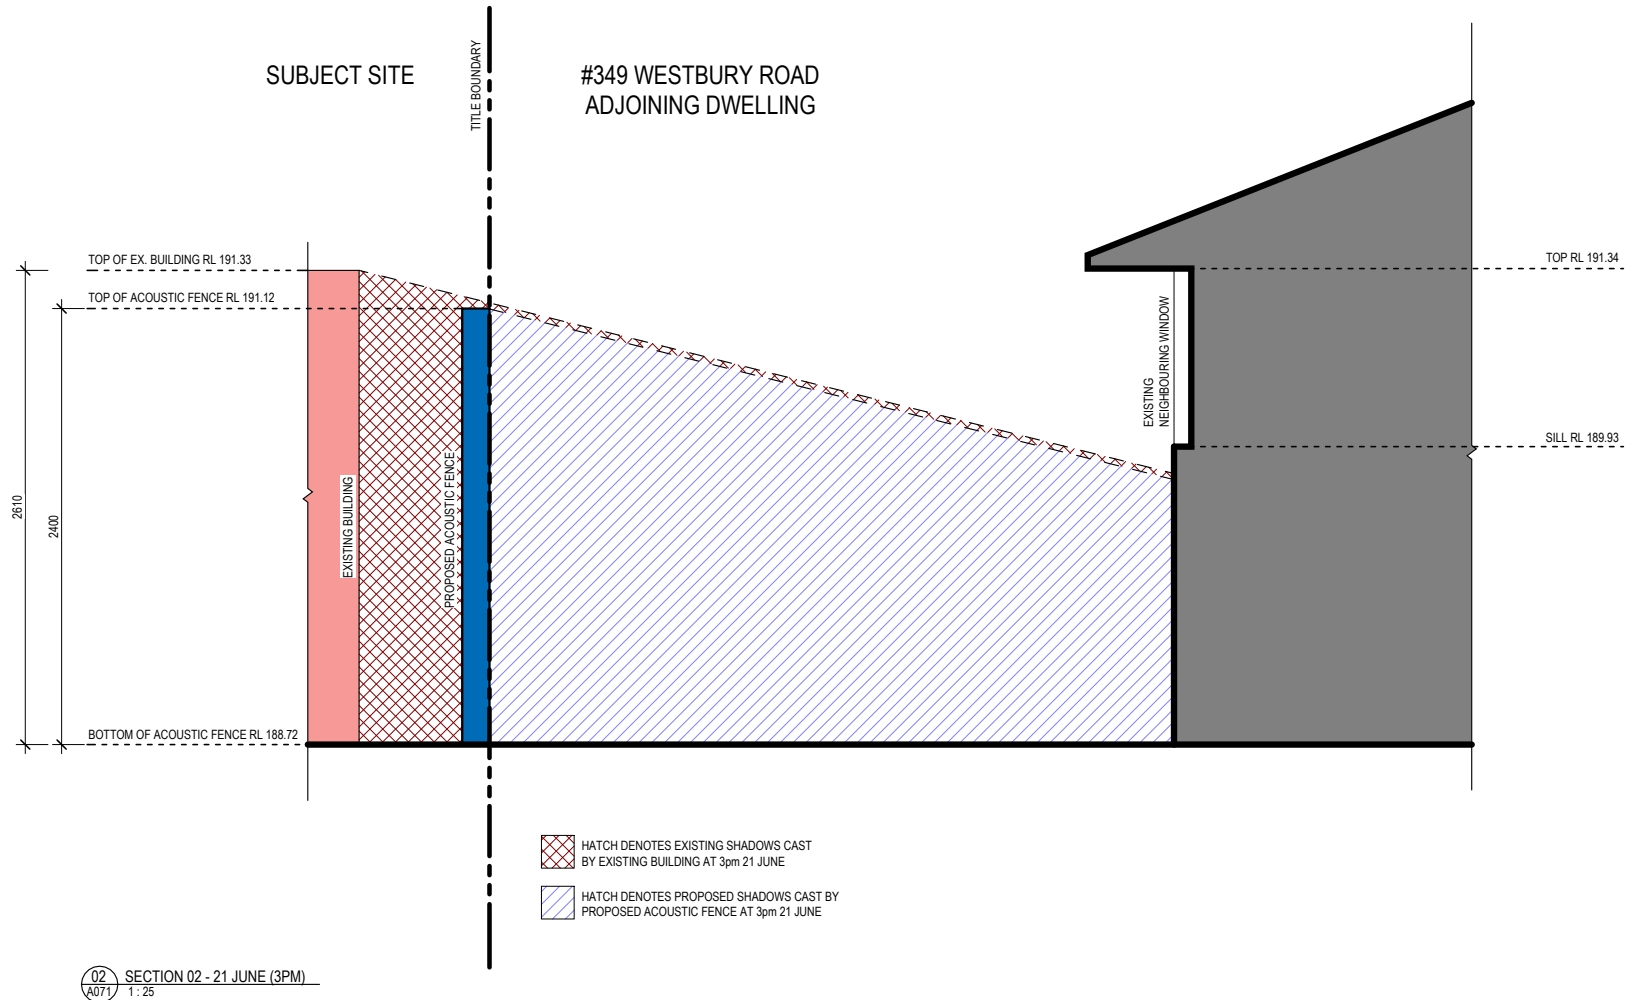 SUBJECT SITE
TITLE BOUNDARY
#349 WESTBURY ROAD
ADJOINING DWELLING
TOP OF EX. BUILDING RL 191.33
TOP OF ACOUSTIC FENCE RL 191.12
TOP RL 191.34
EXISTING
NEIGHBOURING WINDOW
SILL RL 189.93
2610
2400
EXISTING BUILDING
PROPOSED ACOUSTIC FENCE
BOTTOM OF ACOUSTIC FENCE RL 188.72
HATCH DENOTES EXISTING SHADOWS CAST
BY EXISTING BUILDING AT 3pm 21 JUNE
HATCH DENOTES PROPOSED SHADOWS CAST BY
PROPOSED ACOUSTIC FENCE AT 3pm 21 JUNE
02
A071
SECTION 02 - 21 JUNE (3PM)
1 : 25